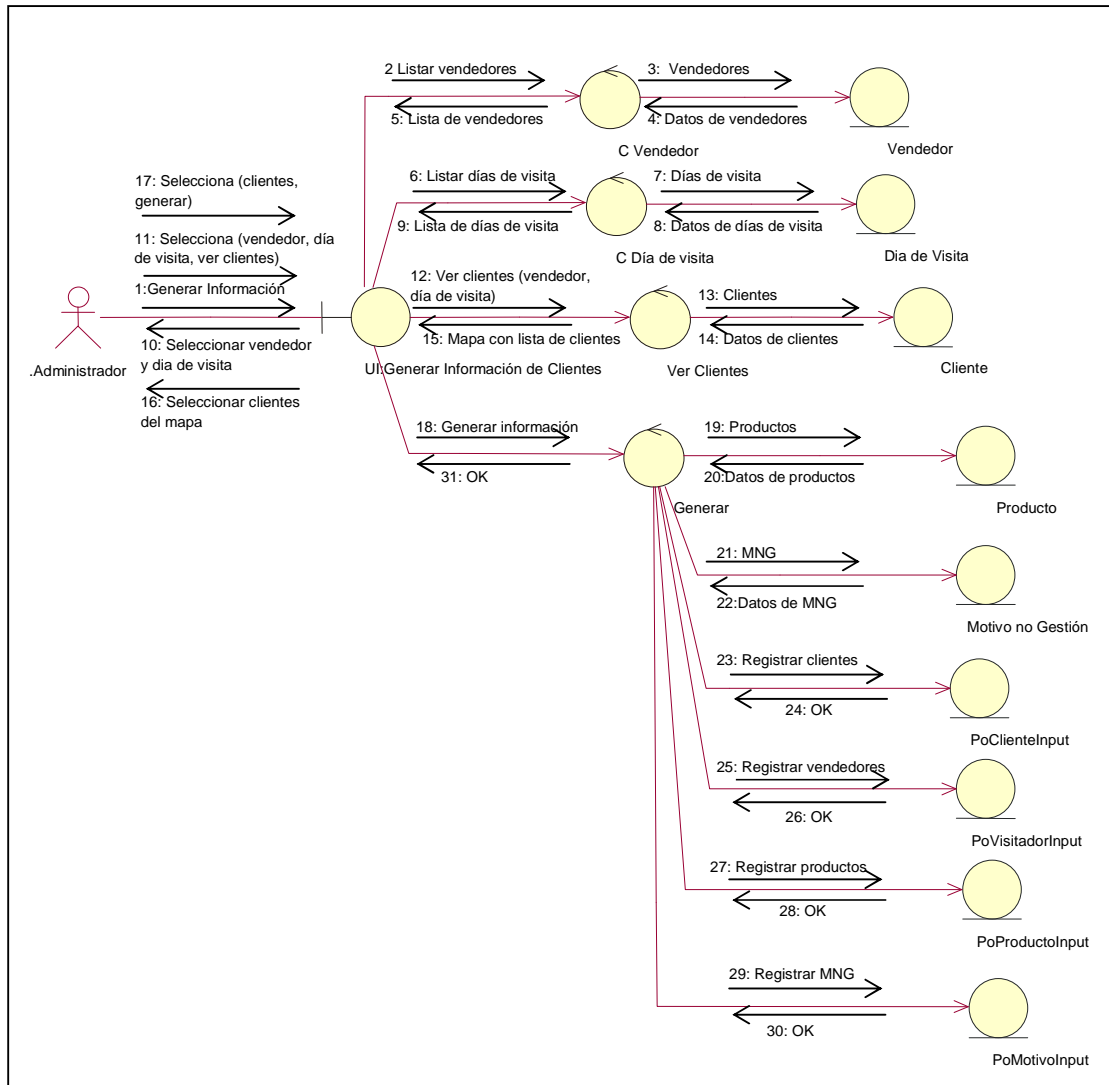 2 Listar vendedores
3:  Vendedores
5: Lista de vendedores
4: Datos de vendedores
C Vendedor
Vendedor
17: Selecciona (clientes,
generar)
6: Listar días de visita
7: Días de visita
9: Lista de días de visita
8: Datos de días de visita
11: Selecciona (vendedor, día
de visita, ver clientes)
C Día de visita
Dia de Visita
12: Ver clientes (vendedor,
día de visita)
13: Clientes
1:Generar Información
15: Mapa con lista de clientes
14: Datos de clientes
10: Seleccionar vendedor
y dia de visita
.Administrador
UI:Generar Información de Clientes
Ver Clientes
Cliente
16: Seleccionar clientes
del mapa
18: Generar información
19: Productos
31: OK
20:Datos de productos
Generar
Producto
21: MNG
22:Datos de MNG
Motivo no Gestión
23: Registrar clientes
24: OK
PoClienteInput
25: Registrar vendedores
26: OK
PoVisitadorInput
27: Registrar productos
28: OK
PoProductoInput
29: Registrar MNG
30: OK
PoMotivoInput